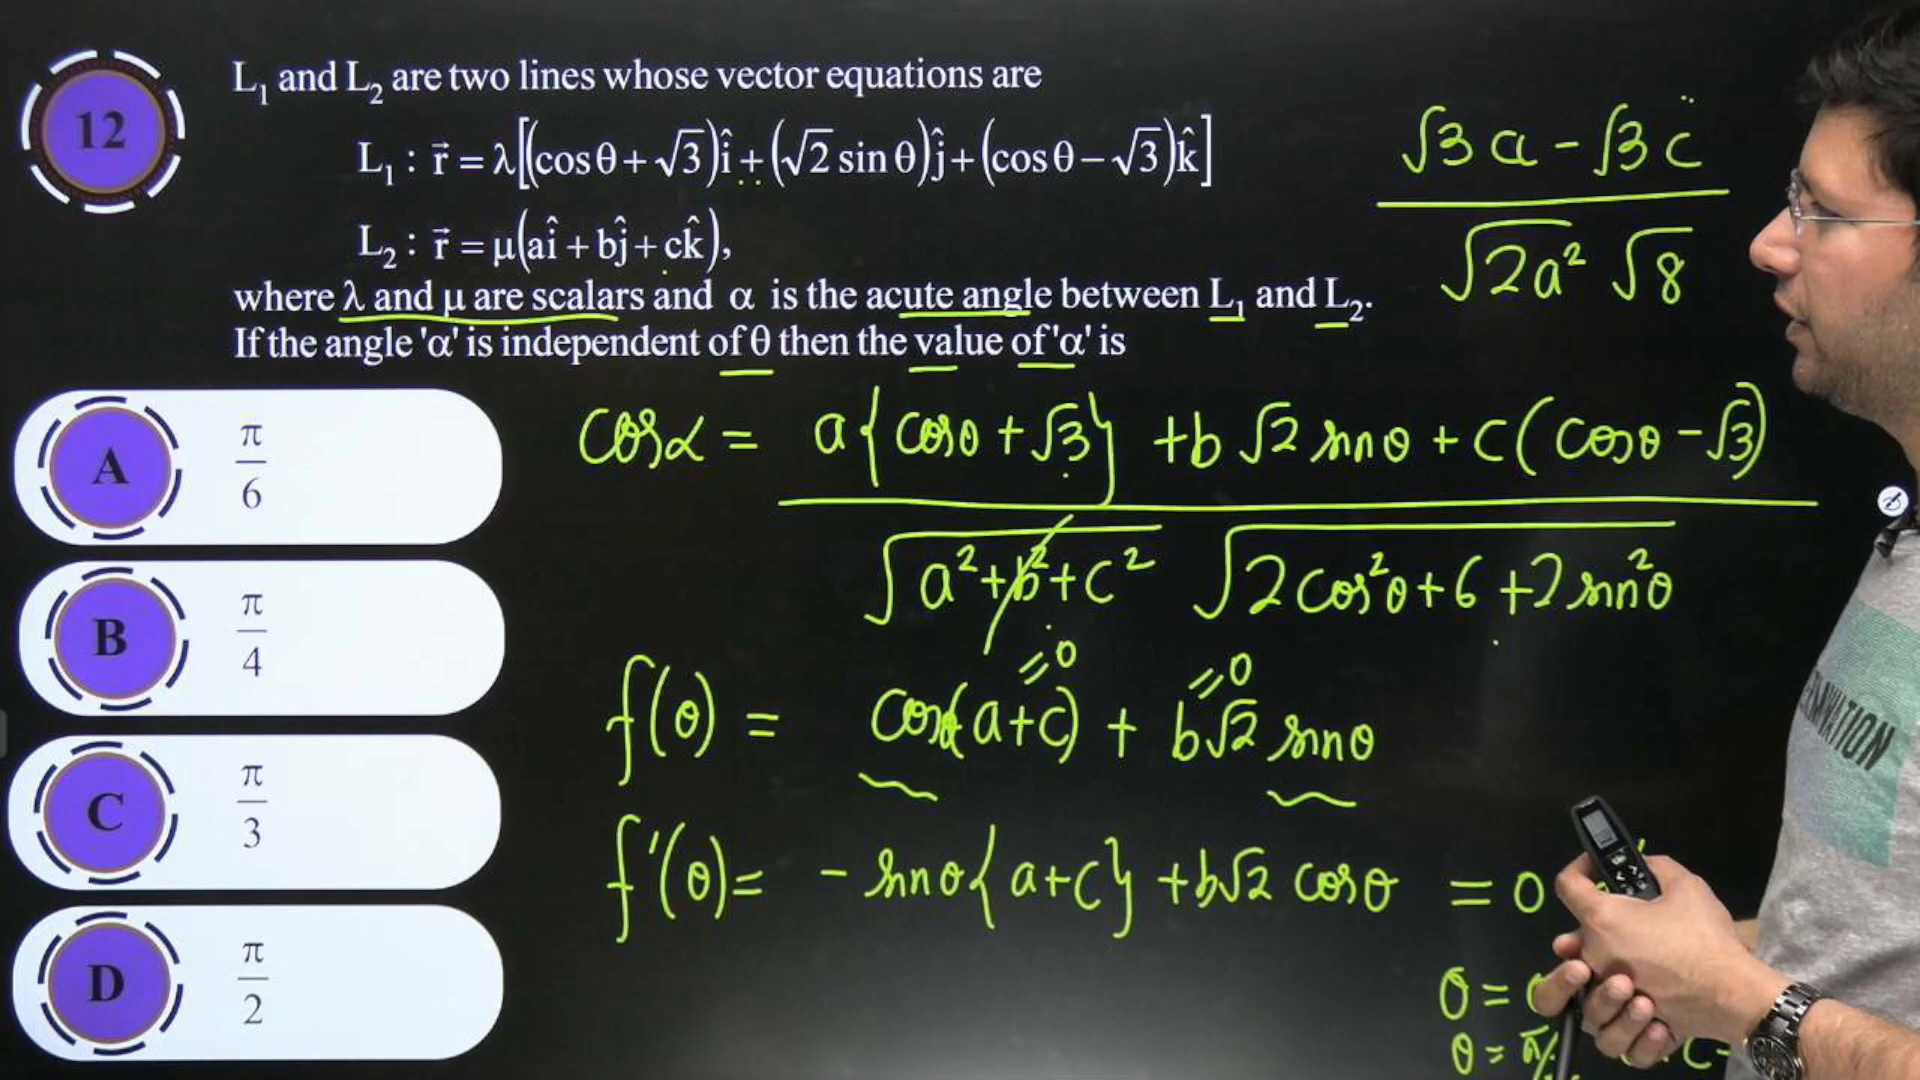 12
L₁ and L₂ are two lines whose vector equations are
L₁ : r⃗ = λ[(cosθ + √3)î + (√2 sinθ)ĵ + (cosθ − √3)k̂]
L₂ : r⃗ = μ(aî + bĵ + ck̂),
where λ and μ are scalars and α is the acute angle between L₁ and L₂.
If the angle 'α' is independent of θ then the value of 'α' is
√3 a − √3 c
√2a² √8
A π/6
B π/4
C π/3
D π/2
cosα = a{cosθ + √3} + b √2 sinθ + c(cosθ − √3)
√a² + b² + c² √2cos²θ + 6 + 2sin²θ
= 0 = 0
f(θ) = cosθ(a+c) + b√2 sinθ
f'(θ) = − sinθ{a+c} + b√2 cosθ = 0
θ =
θ = π/